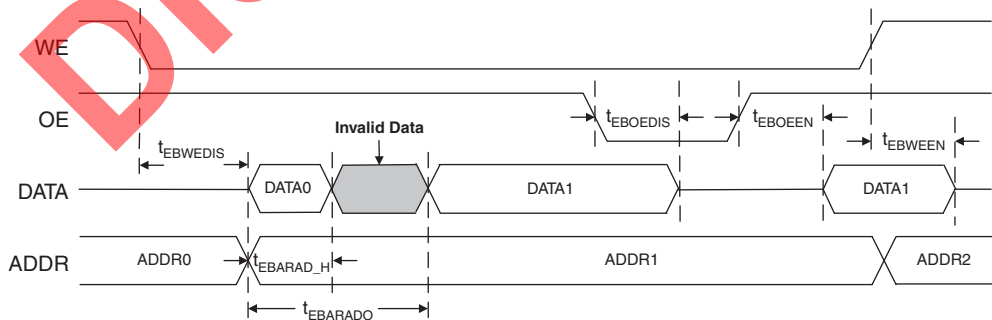 WE
OE
tEBOEDIS
tEBOEEN
Invalid Data
tEBWEDIS
tEBWEEN
DATA
DATA0
DATA1
DATA1
ADDR
ADDR0
tEBARAD_H
ADDR1
ADDR2
tEBARADO